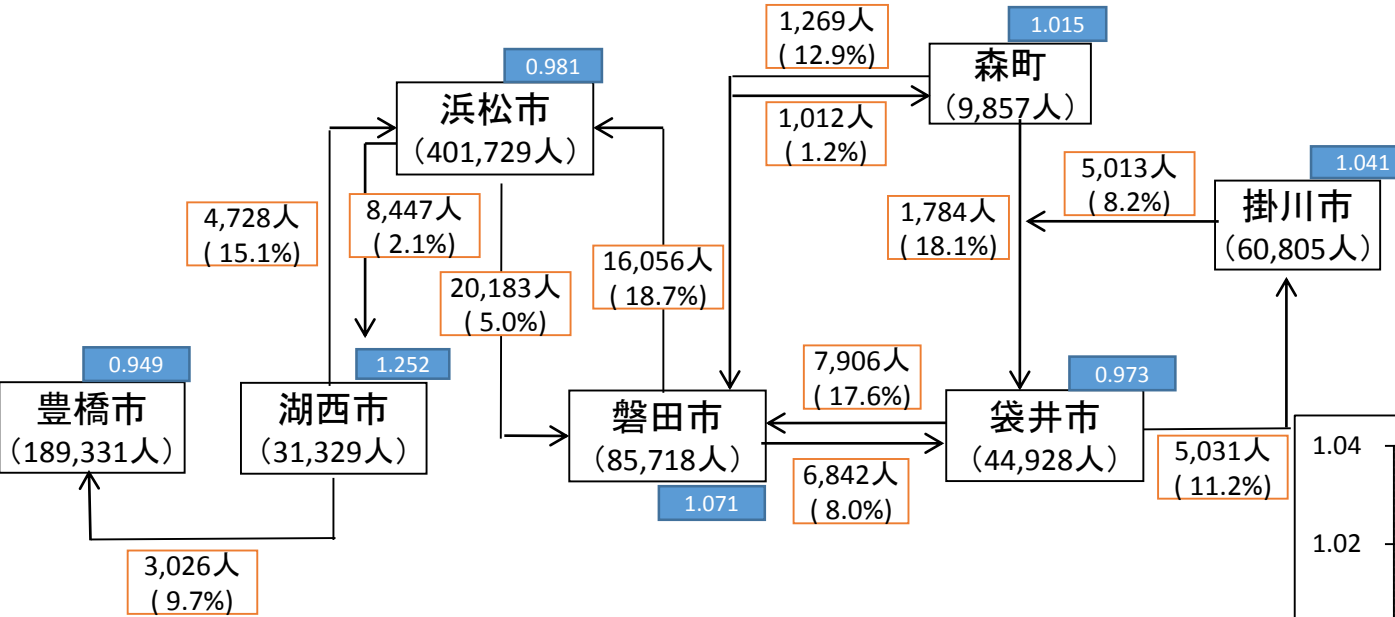 1,269人
( 12.9%)
1.015
森町
（9,857人）
0.981
浜松市
（401,729人）
1,012人
( 1.2%)
5,013人
( 8.2%)
1.041
掛川市
（60,805人）
4,728人
( 15.1%)
8,447人
( 2.1%)
1,784人
( 18.1%)
20,183人
( 5.0%)
16,056人
( 18.7%)
0.949
豊橋市
（189,331人）
1.252
湖西市
（31,329人）
7,906人
( 17.6%)
0.973
袋井市
（44,928人）
磐田市
（85,718人）
1.071
6,842人
( 8.0%)
5,031人
( 11.2%)
1.04
1.02
3,026人
( 9.7%)